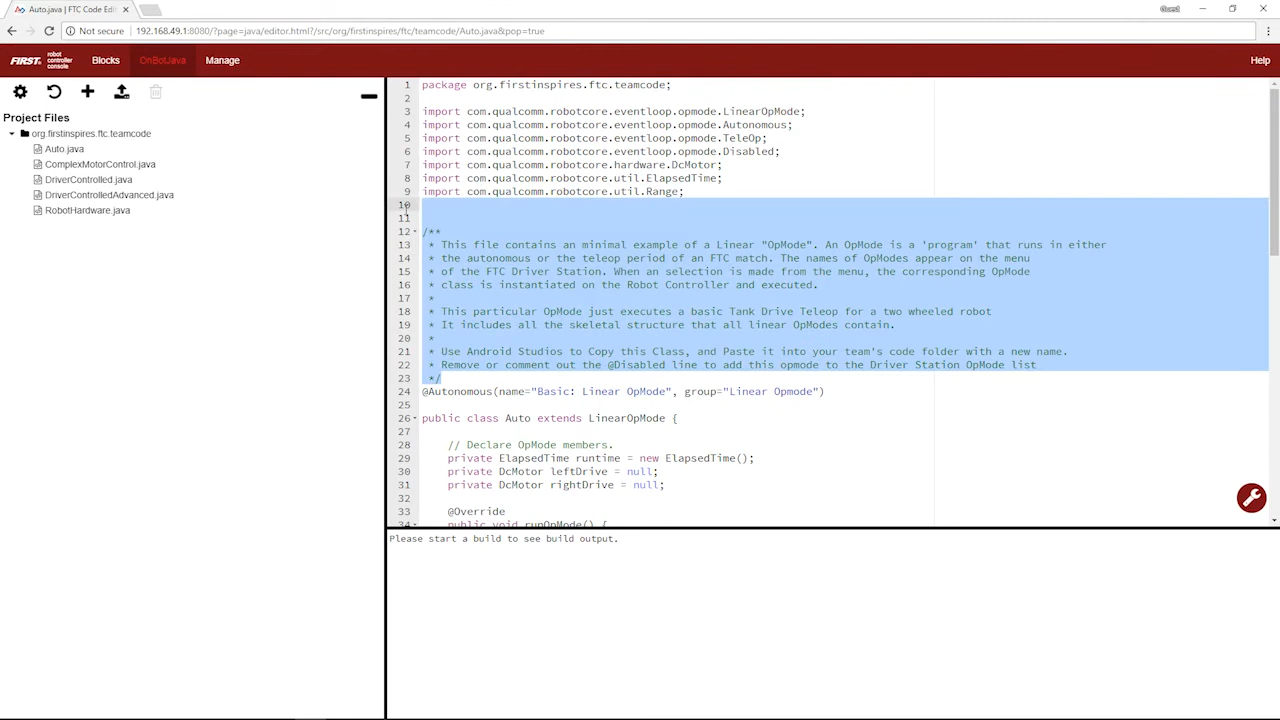 Auto.java | FTC Code Edit
Guest
Not secure | 192.168.49.1:8080/?page=java/editor.html?/src/org/firstinspires/ftc/teamcode/Auto.java&pop=true
FIRST robot controller console Blocks OnBotJava Manage Help
Project Files
org.firstinspires.ftc.teamcode
Auto.java
ComplexMotorControl.java
DriverControlled.java
DriverControlledAdvanced.java
RobotHardware.java
1 package org.firstinspires.ftc.teamcode;
2
3 import com.qualcomm.robotcore.eventloop.opmode.LinearOpMode;
4 import com.qualcomm.robotcore.eventloop.opmode.Autonomous;
5 import com.qualcomm.robotcore.eventloop.opmode.TeleOp;
6 import com.qualcomm.robotcore.eventloop.opmode.Disabled;
7 import com.qualcomm.robotcore.hardware.DcMotor;
8 import com.qualcomm.robotcore.util.ElapsedTime;
9 import com.qualcomm.robotcore.util.Range;
10
11
12 /**
13 * This file contains an minimal example of a Linear "OpMode". An OpMode is a 'program' that runs in either
14 * the autonomous or the teleop period of an FTC match. The names of OpModes appear on the menu
15 * of the FTC Driver Station. When an selection is made from the menu, the corresponding OpMode
16 * class is instantiated on the Robot Controller and executed.
17 *
18 * This particular OpMode just executes a basic Tank Drive Teleop for a two wheeled robot
19 * It includes all the skeletal structure that all linear OpModes contain.
20 *
21 * Use Android Studios to Copy this Class, and Paste it into your team's code folder with a new name.
22 * Remove or comment out the @Disabled line to add this opmode to the Driver Station OpMode list
23 */
24 @Autonomous(name="Basic: Linear OpMode", group="Linear Opmode")
25
26 public class Auto extends LinearOpMode {
27
28 // Declare OpMode members.
29 private ElapsedTime runtime = new ElapsedTime();
30 private DcMotor leftDrive = null;
31 private DcMotor rightDrive = null;
32
33 @Override
34 public void runOpMode() {
Please start a build to see build output.